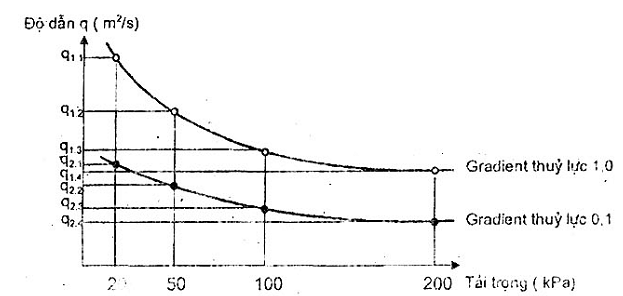 Độ dẫn q ( m²/s)
q1.1
q1.2
q1.3
q2.1
q1.4
q2.2
q2.3
q2.4
Gradient thuỷ lực 1,0
Gradient thuỷ lực 0,1
20 50 100 200 Tải trọng ( kPa)